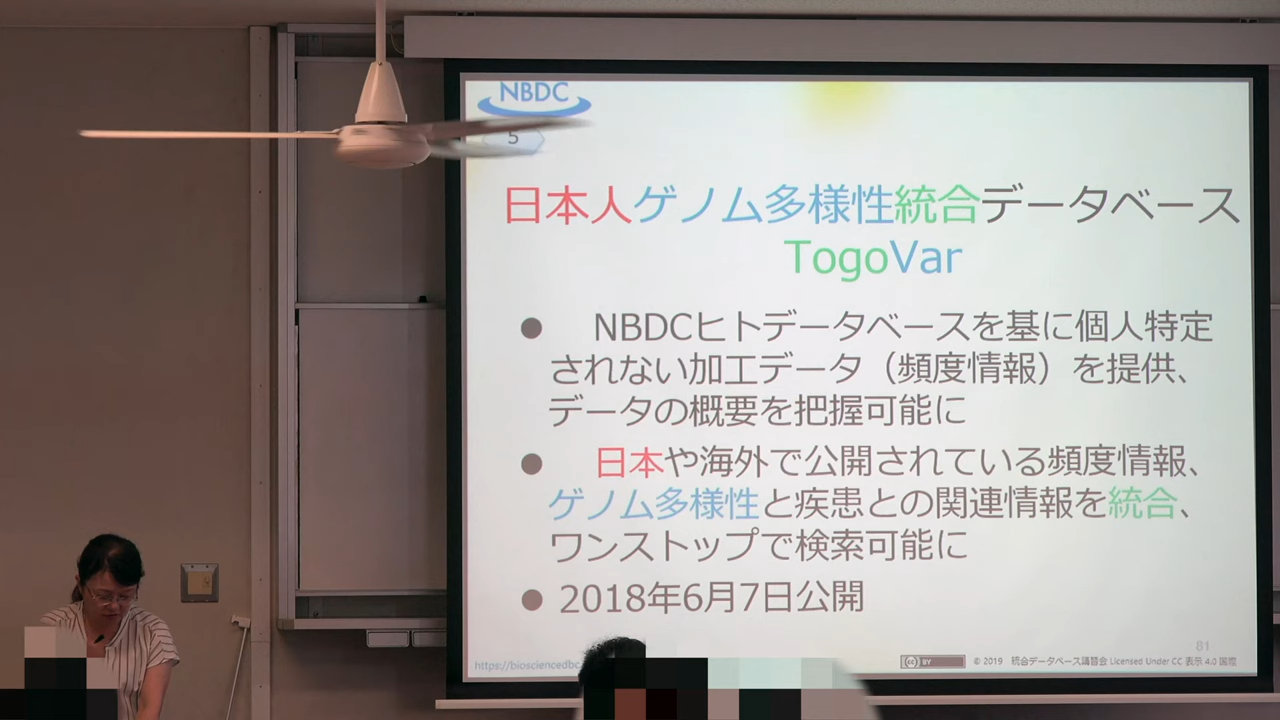 NBDC
5
日本人ゲノム多様性統合データベース
TogoVar
● NBDCヒトデータベースを基に個人特定
されない加工データ（頻度情報）を提供、
データの概要を把握可能に
● 日本や海外で公開されている頻度情報、
ゲノム多様性と疾患との関連情報を統合、
ワンストップで検索可能に
● 2018年6月7日公開
81
https://biosciencedbc
cc BY © 2019 統合データベース講習会 Licensed Under CC 表示 4.0 国際